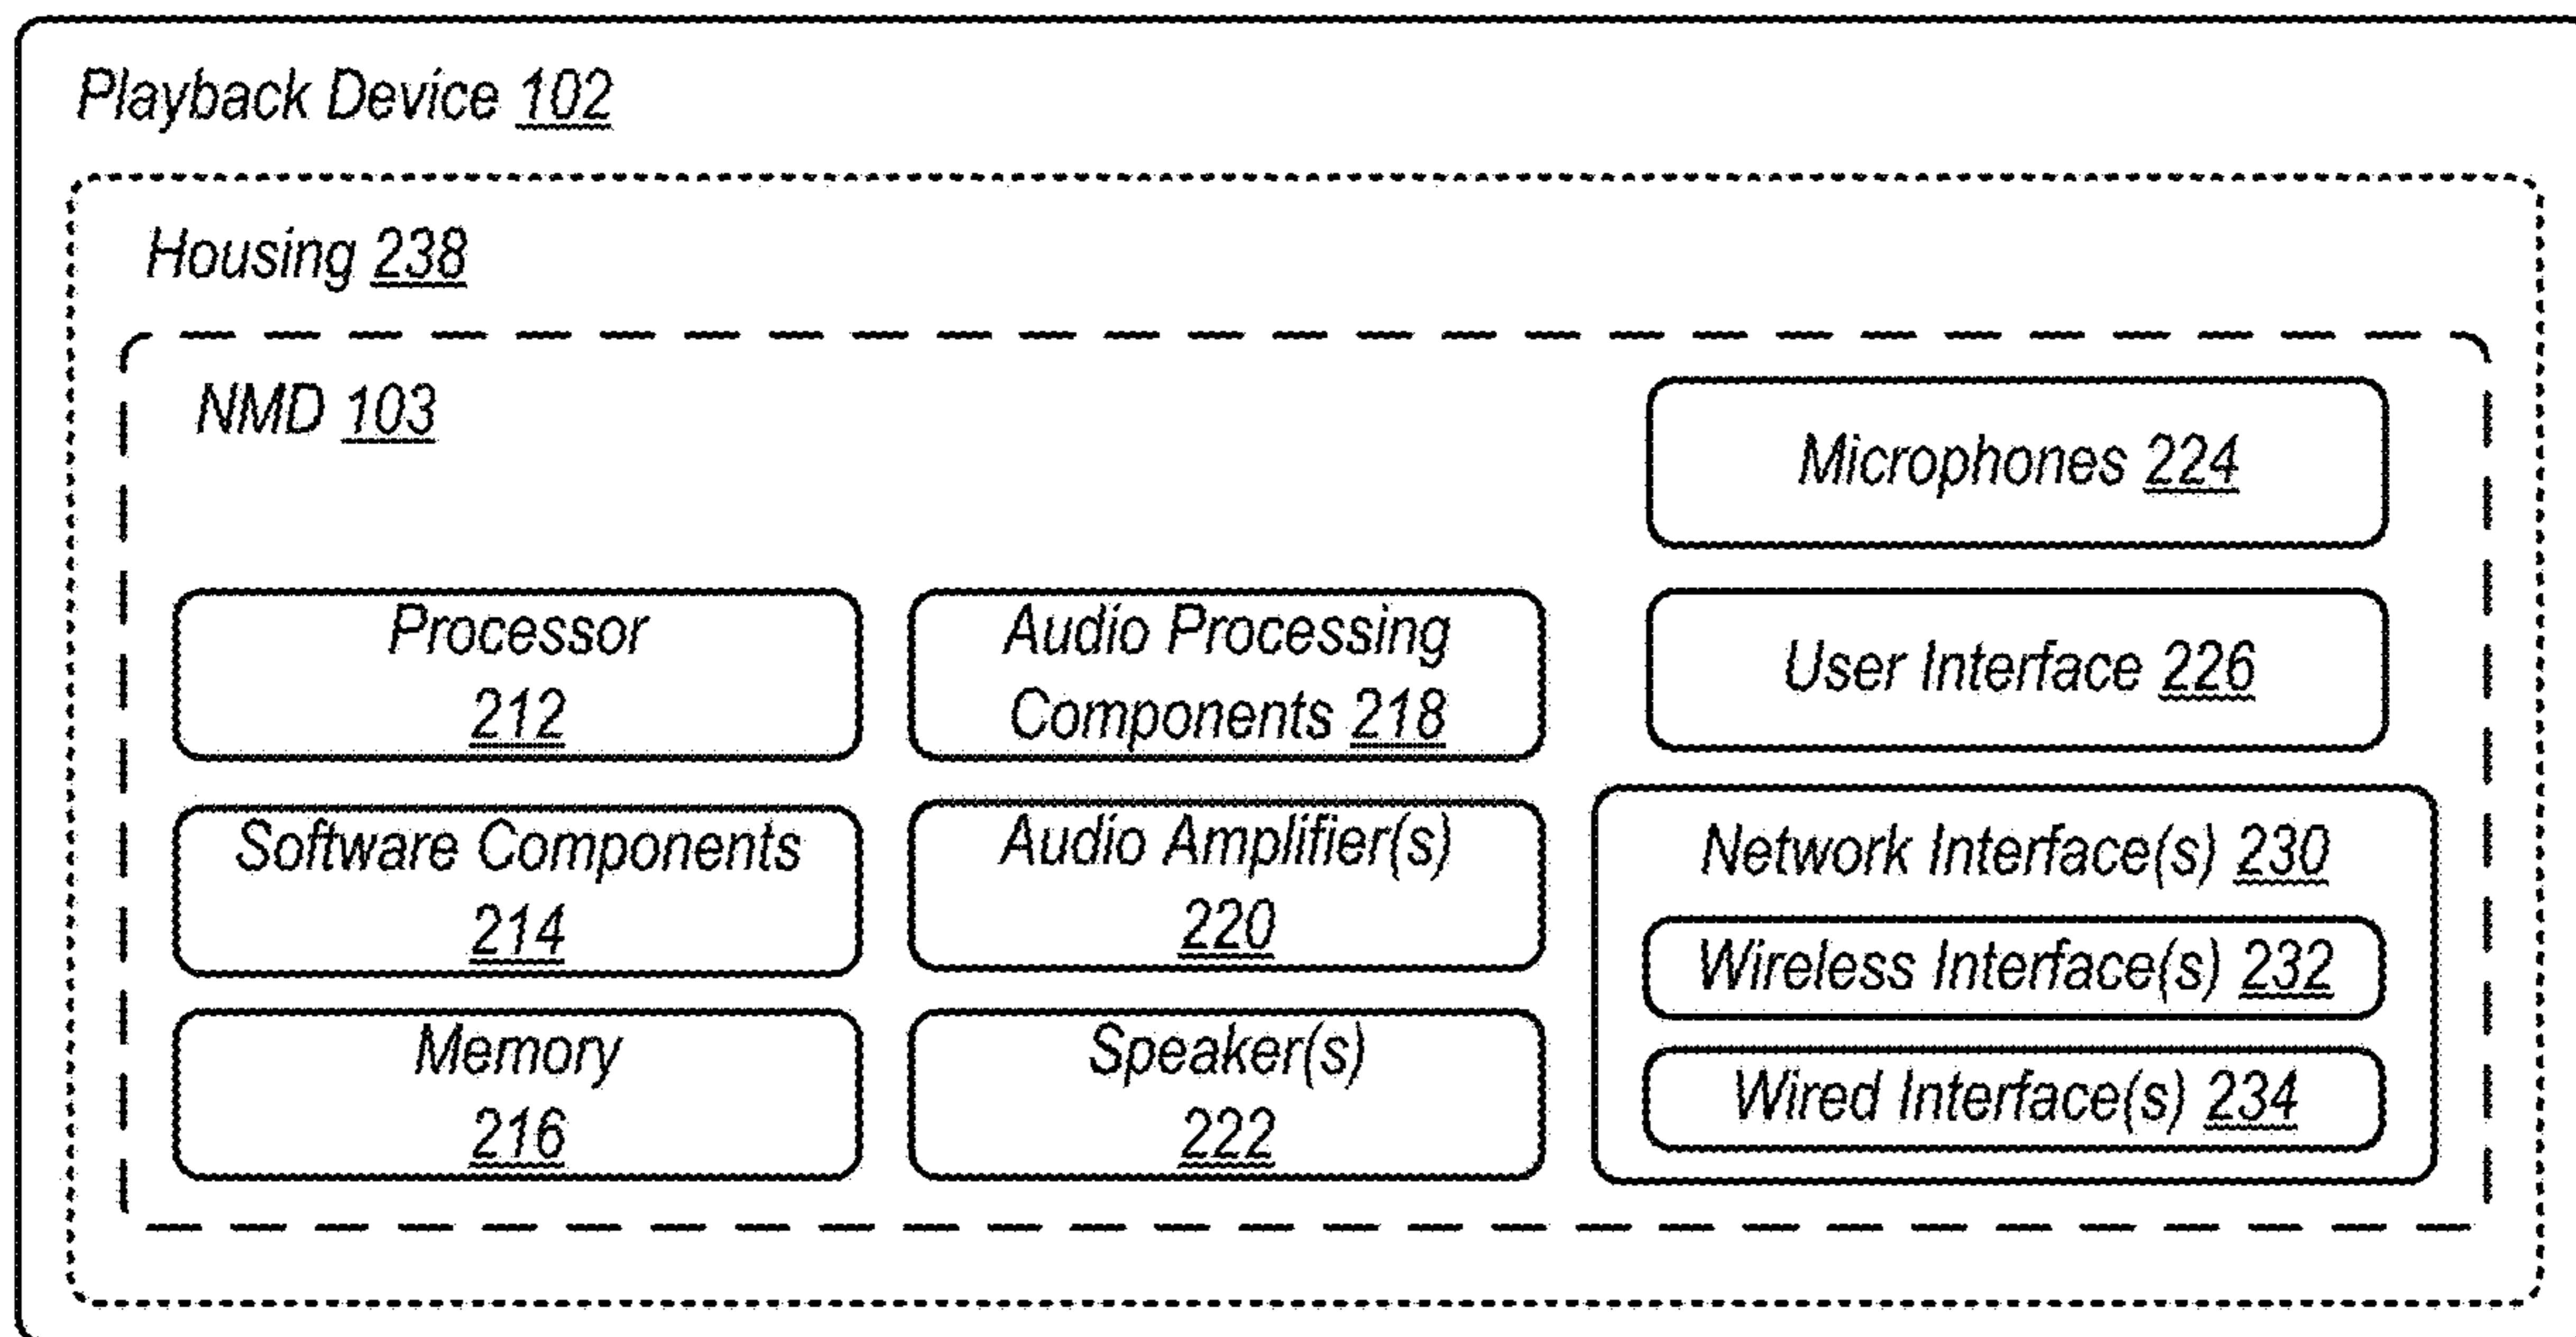 Playback Device 102
Housing 238
NMD 103
Microphones 224
Processor
212
Audio Processing
Components 218
User Interface 226
Software Components
214
Audio Amplifier(s)
220
Network Interface(s) 230
Wireless Interface(s) 232
Memory
216
Speaker(s)
222
Wired Interface(s) 234